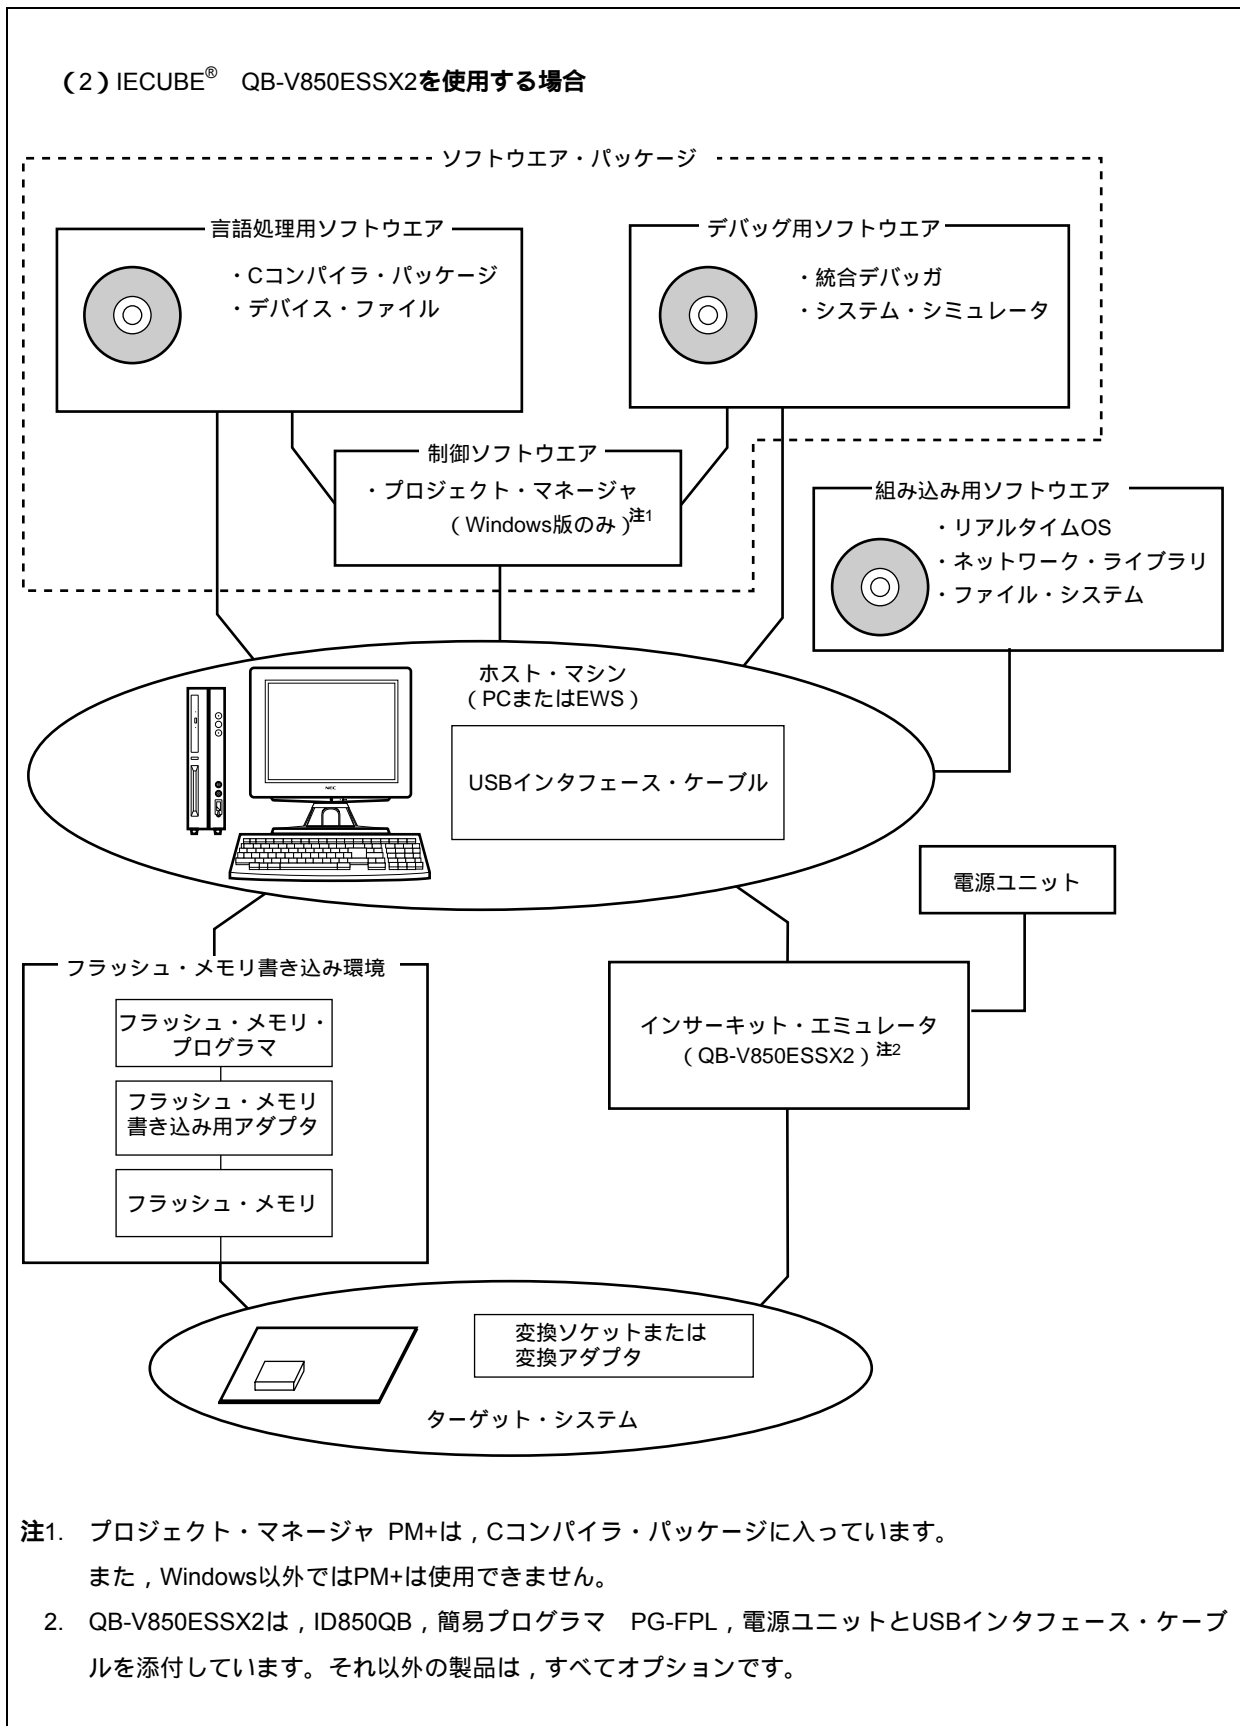 （2）IECUBE® QB-V850ESSX2を使用する場合
ソフトウエア・パッケージ
言語処理用ソフトウエア
・Cコンパイラ・パッケージ
・デバイス・ファイル
デバッグ用ソフトウエア
・統合デバッガ
・システム・シミュレータ
制御ソフトウエア
・プロジェクト・マネージャ
（Windows版のみ）注1
組み込み用ソフトウエア
・リアルタイムOS
・ネットワーク・ライブラリ
・ファイル・システム
ホスト・マシン
（PCまたはEWS）
USBインタフェース・ケーブル
NEC
電源ユニット
フラッシュ・メモリ書き込み環境
フラッシュ・メモリ・
プログラマ
フラッシュ・メモリ
書き込み用アダプタ
フラッシュ・メモリ
インサーキット・エミュレータ
（QB-V850ESSX2）注2
変換ソケットまたは
変換アダプタ
ターゲット・システム
注1. プロジェクト・マネージャ PM+は，Cコンパイラ・パッケージに入っています。
また，Windows以外ではPM+は使用できません。
2. QB-V850ESSX2は，ID850QB，簡易プログラマ PG-FPL，電源ユニットとUSBインタフェース・ケーブ
ルを添付しています。それ以外の製品は，すべてオプションです。